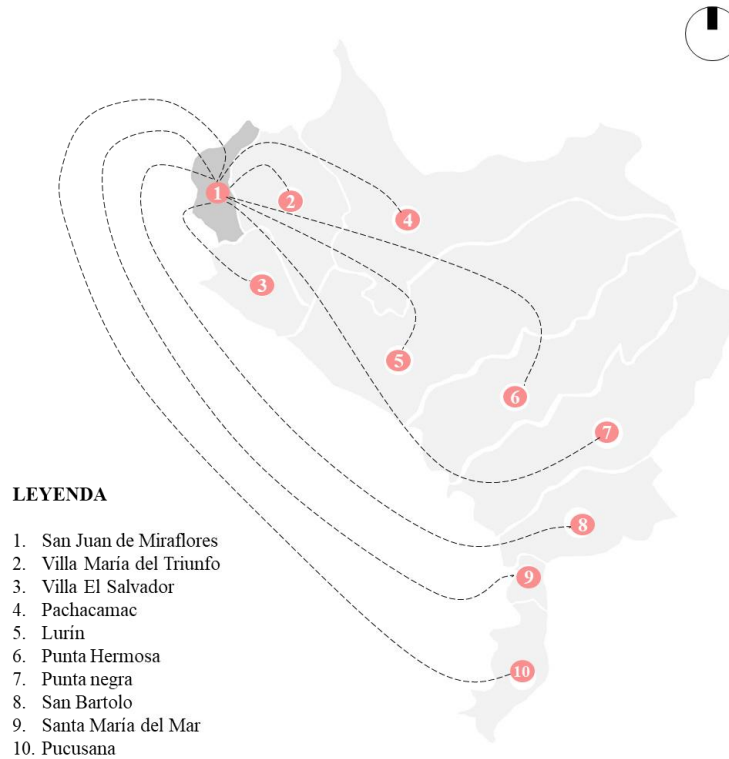 1
2
4
3
5
6
7
8
9
10
LEYENDA
1. San Juan de Miraflores
2. Villa María del Triunfo
3. Villa El Salvador
4. Pachacamac
5. Lurín
6. Punta Hermosa
7. Punta negra
8. San Bartolo
9. Santa María del Mar
10. Pucusana